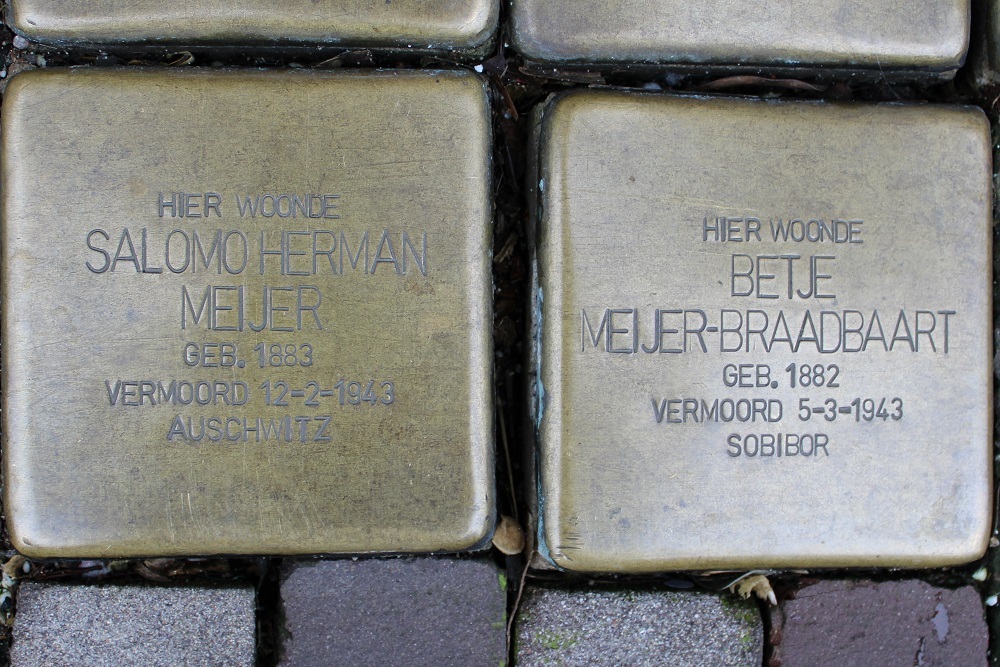 HIER WOONDE
SALOMO HERMAN
MEIJER
GEB. 1883
VERMOORD 12-2-1943
AUSCHWITZ
HIER WOONDE
BETJE
MEIJER-BRAADBAART
GEB. 1882
VERMOORD 5-3-1943
SOBIBOR